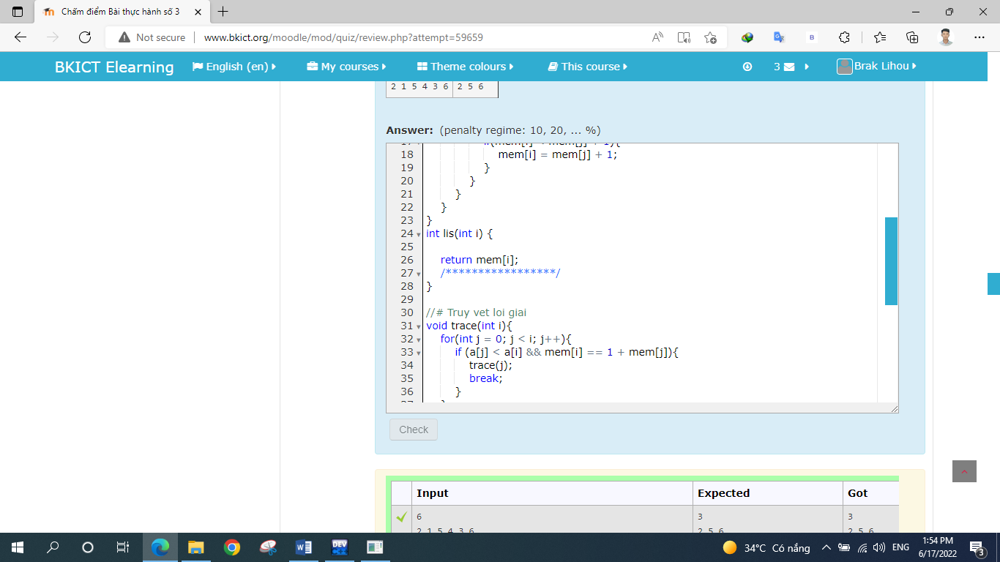 Chấm điểm Bài thực hành số 3
Not secure www.bkict.org/moodle/mod/quiz/review.php?attempt=59659
BKICT Elearning English (en) My courses Theme colours This course 3 Brak Lihou
2 1 5 4 3 6 2 5 6
Answer: (penalty regime: 10, 20, ... %)
18 mem[i] = mem[j] + 1;
19 }
20 }
21 }
22 }
23 }
24 int lis(int i) {
25
26 return mem[i];
27 /*****************/
28 }
29
30 //# Truy vet loi giai
31 void trace(int i){
32 for(int j = 0; j < i; j++){
33 if (a[j] < a[i] && mem[i] == 1 + mem[j]){
34 trace(j);
35 break;
36 }
Check
Input Expected Got
6 3 3
2 1 5 4 3 6 2 5 6 2 5 6
34°C Có nắng ENG 1:54 PM
6/17/2022 3